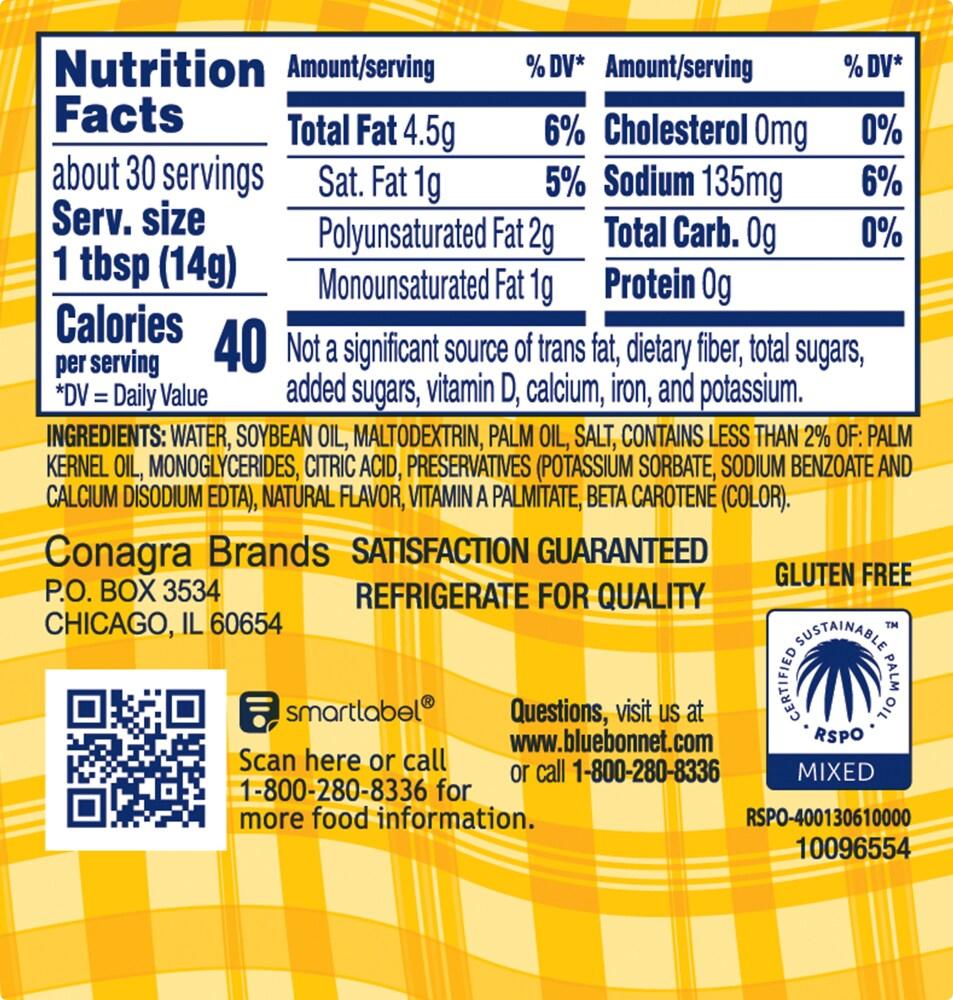 Nutrition
Facts
about 30 servings
Serv. size
1 tbsp (14g)
Calories
per serving
40
*DV = Daily Value
Amount/serving % DV*
Total Fat 4.5g 6%
Sat. Fat 1g 5%
Polyunsaturated Fat 2g
Monounsaturated Fat 1g
Amount/serving % DV*
Cholesterol 0mg 0%
Sodium 135mg 6%
Total Carb. 0g 0%
Protein 0g
Not a significant source of trans fat, dietary fiber, total sugars,
added sugars, vitamin D, calcium, iron, and potassium.
INGREDIENTS: WATER, SOYBEAN OIL, MALTODEXTRIN, PALM OIL, SALT, CONTAINS LESS THAN 2% OF: PALM
KERNEL OIL, MONOGLYCERIDES, CITRIC ACID, PRESERVATIVES (POTASSIUM SORBATE, SODIUM BENZOATE AND
CALCIUM DISODIUM EDTA), NATURAL FLAVOR, VITAMIN A PALMITATE, BETA CAROTENE (COLOR).
Conagra Brands
P.O. BOX 3534
CHICAGO, IL 60654
SATISFACTION GUARANTEED
REFRIGERATE FOR QUALITY
GLUTEN FREE
smartlabel®
Scan here or call
1-800-280-8336 for
more food information.
Questions, visit us at
www.bluebonnet.com
or call 1-800-280-8336
CERTIFIED SUSTAINABLE PALM OIL ™
· RSPO ·
MIXED
RSPO-400130610000
10096554